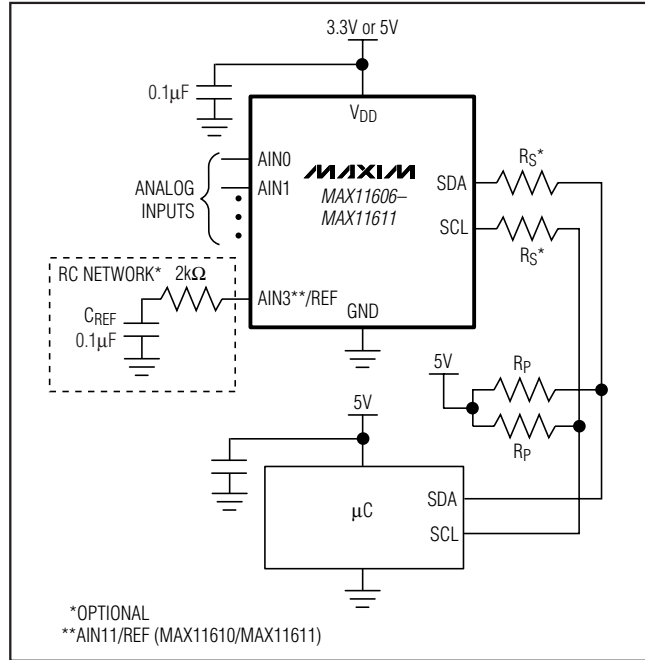 3.3V or 5V
0.1µF
VDD
AIN0
ANALOG INPUTS
AIN1
MAXIM
MAX11606–
MAX11611
SDA
RS*
SCL
RS*
RC NETWORK*
2kΩ
CREF
0.1µF
AIN3**/REF
GND
5V
RP
RP
5V
µC
SDA
SCL
*OPTIONAL
**AIN11/REF (MAX11610/MAX11611)